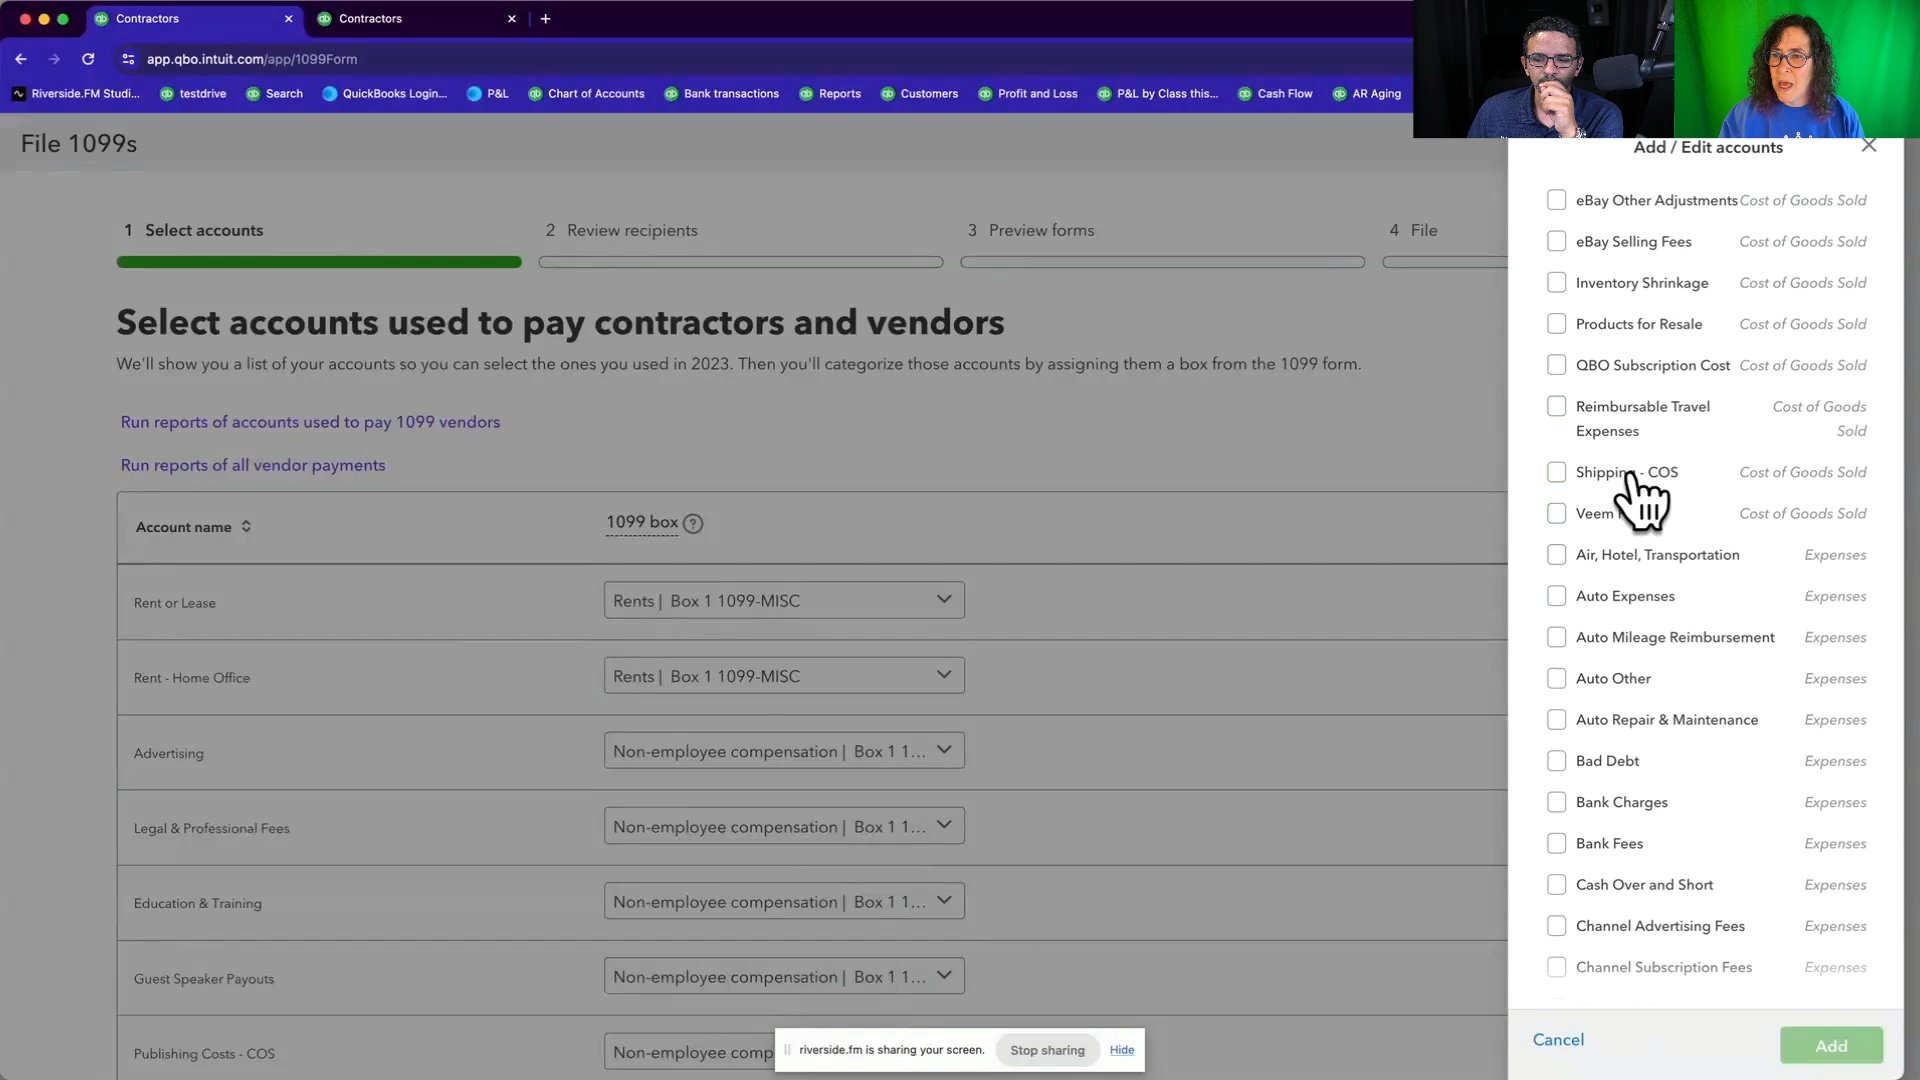 Contractors
Contractors
app.qbo.intuit.com/app/1099Form
Riverside.FM Studi...
testdrive
Search
QuickBooks Login...
P&L
Chart of Accounts
Bank transactions
Reports
Customers
Profit and Loss
P&L by Class this...
Cash Flow
AR Aging
File 1099s
1 Select accounts
2 Review recipients
3 Preview forms
4 File
Select accounts used to pay contractors and vendors
We'll show you a list of your accounts so you can select the ones you used in 2023. Then you'll categorize those accounts by assigning them a box from the 1099 form.
Run reports of accounts used to pay 1099 vendors
Run reports of all vendor payments
Account name
1099 box ?
Rent or Lease
Rents | Box 1 1099-MISC
Rent - Home Office
Rents | Box 1 1099-MISC
Advertising
Non-employee compensation | Box 1 1...
Legal & Professional Fees
Non-employee compensation | Box 1 1...
Education & Training
Non-employee compensation | Box 1 1...
Guest Speaker Payouts
Non-employee compensation | Box 1 1...
Publishing Costs - COS
Non-employee comp
riverside.fm is sharing your screen.
Stop sharing
Hide
Add / Edit accounts
eBay Other Adjustments Cost of Goods Sold
eBay Selling Fees Cost of Goods Sold
Inventory Shrinkage Cost of Goods Sold
Products for Resale Cost of Goods Sold
QBO Subscription Cost Cost of Goods Sold
Reimbursable Travel Cost of Goods
Expenses Sold
Shipping - COS Cost of Goods Sold
Veem Cost of Goods Sold
Air, Hotel, Transportation Expenses
Auto Expenses Expenses
Auto Mileage Reimbursement Expenses
Auto Other Expenses
Auto Repair & Maintenance Expenses
Bad Debt Expenses
Bank Charges Expenses
Bank Fees Expenses
Cash Over and Short Expenses
Channel Advertising Fees Expenses
Channel Subscription Fees Expenses
Cancel
Add